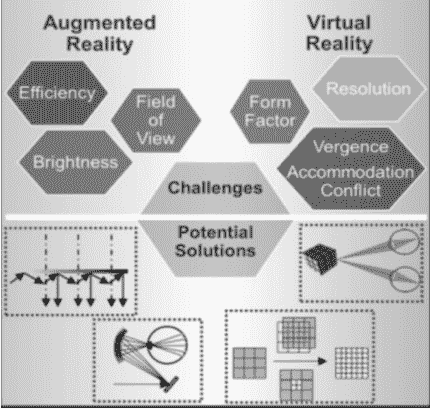 Augmented
Reality
Virtual
Reality
Efficiency
Field
of
View
Brightness
Form
Factor
Resolution
Vergence
Accommodation
Conflict
Challenges
Potential
Solutions